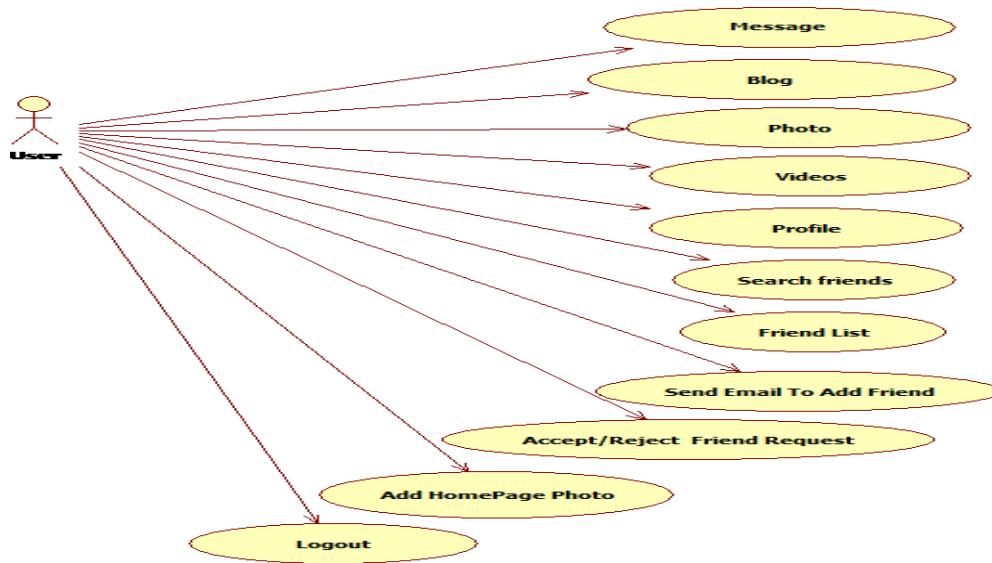 Message
Blog
Photo
User
Videos
Profile
Search friends
Friend List
Send Email To Add Friend
Accept/Reject Friend Request
Add HomePage Photo
Logout